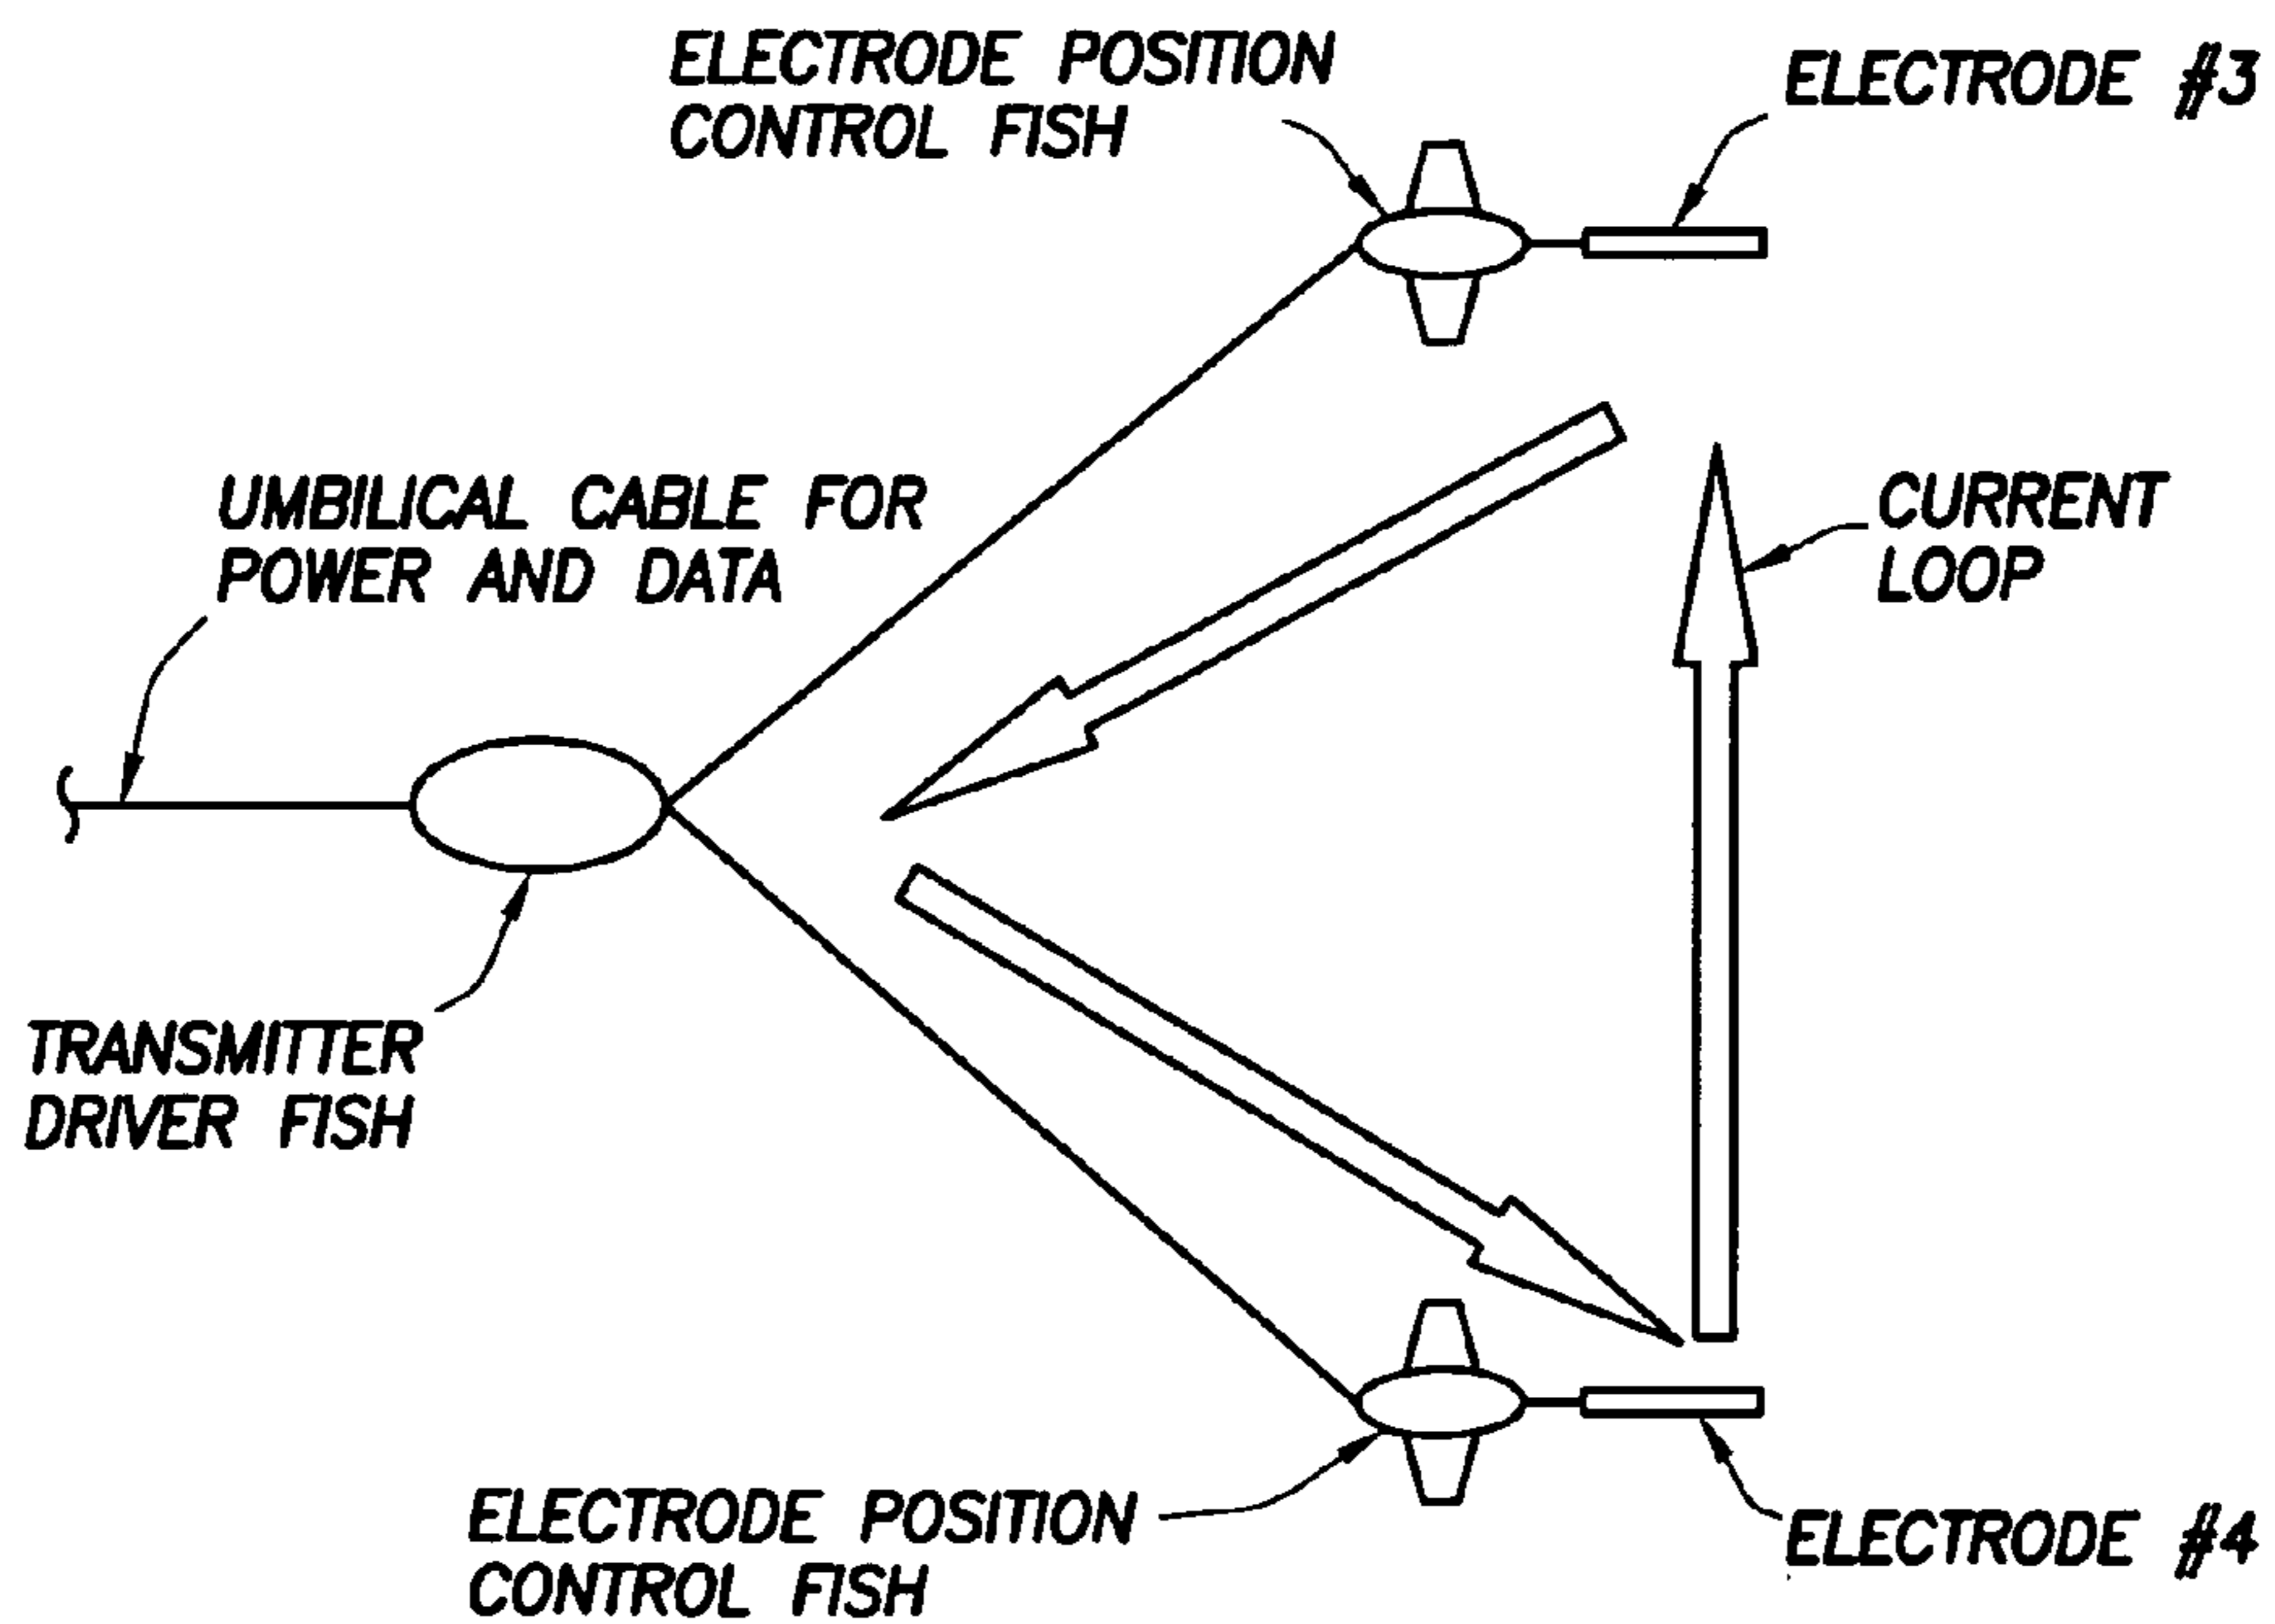 ELECTRODE POSITION
CONTROL FISH
ELECTRODE #3
UMBILICAL CABLE FOR
POWER AND DATA
CURRENT
LOOP
TRANSMITTER
DRIVER FISH
ELECTRODE POSITION
CONTROL FISH
ELECTRODE #4